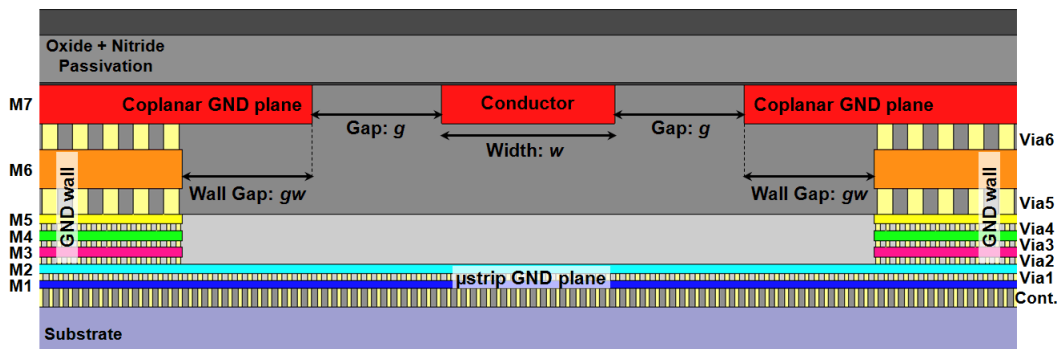 Oxide + Nitride
Passivation
M7
Coplanar GND plane
Conductor
Coplanar GND plane
Gap: g
Gap: g
Width: w
Via6
M6
GND wall
GND wall
Wall Gap: gw
Wall Gap: gw
Via5
M5
Via4
M4
Via3
M3
Via2
M2
µstrip GND plane
Via1
M1
Cont.
Substrate